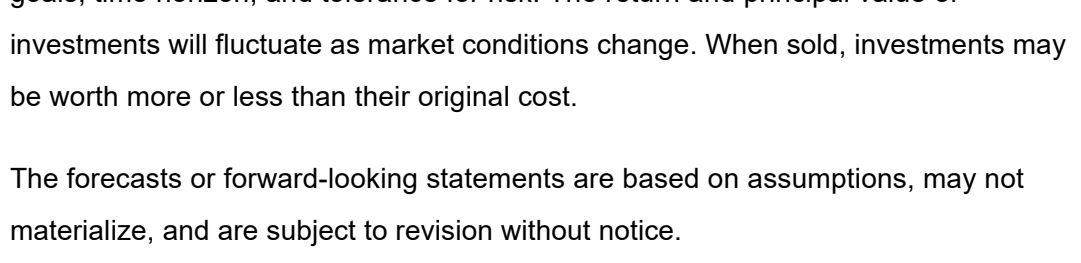 goals, time horizon, and tolerance for risk. The return and principal value of
investments will fluctuate as market conditions change. When sold, investments may
be worth more or less than their original cost.
The forecasts or forward-looking statements are based on assumptions, may not
materialize, and are subject to revision without notice.